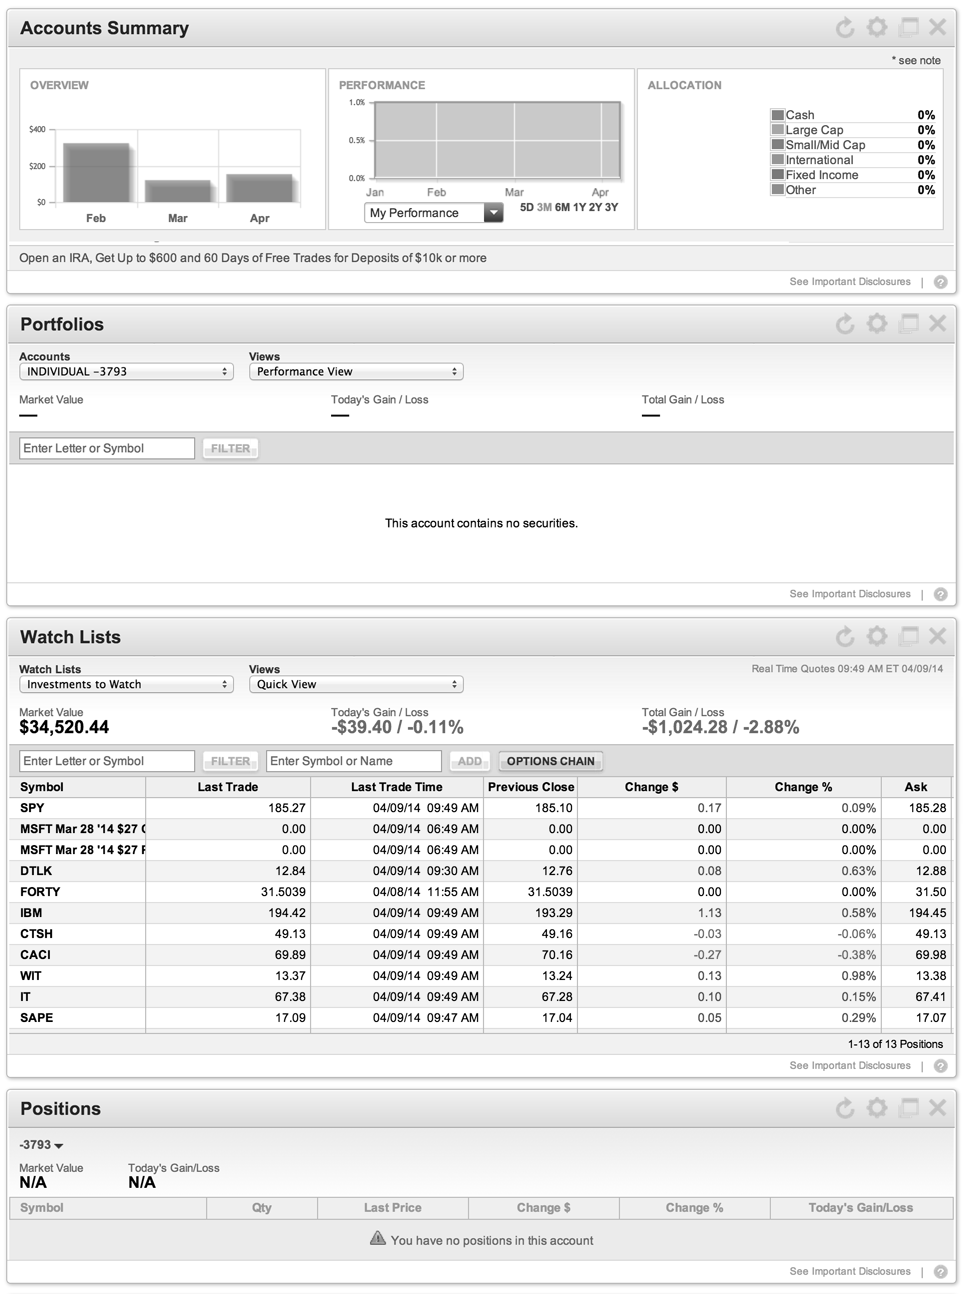 Accounts Summary
* see note
OVERVIEW
$400
$200
$0
Feb Mar Apr
PERFORMANCE
1.0%
0.5%
0.0%
Jan Feb Mar Apr
My Performance 5D 3M 6M 1Y 2Y 3Y
ALLOCATION
Cash 0%
Large Cap 0%
Small/Mid Cap 0%
International 0%
Fixed Income 0%
Other 0%
Open an IRA, Get Up to $600 and 60 Days of Free Trades for Deposits of $10k or more
See Important Disclosures | ?
Portfolios
Accounts Views
INDIVIDUAL -3793 Performance View
Market Value Today's Gain / Loss Total Gain / Loss
— — —
Enter Letter or Symbol FILTER
This account contains no securities.
See Important Disclosures | ?
Watch Lists
Watch Lists Views Real Time Quotes 09:49 AM ET 04/09/14
Investments to Watch Quick View
Market Value Today's Gain / Loss Total Gain / Loss
$34,520.44 -$39.40 / -0.11% -$1,024.28 / -2.88%
Enter Letter or Symbol FILTER Enter Symbol or Name ADD OPTIONS CHAIN
Symbol Last Trade Last Trade Time Previous Close Change $ Change % Ask
SPY 185.27 04/09/14 09:49 AM 185.10 0.17 0.09% 185.28
MSFT Mar 28 '14 $27 0.00 04/09/14 06:49 AM 0.00 0.00 0.00% 0.00
MSFT Mar 28 '14 $27 0.00 04/09/14 06:49 AM 0.00 0.00 0.00% 0.00
DTLK 12.84 04/09/14 09:30 AM 12.76 0.08 0.63% 12.88
FORTY 31.5039 04/08/14 11:55 AM 31.5039 0.00 0.00% 31.50
IBM 194.42 04/09/14 09:49 AM 193.29 1.13 0.58% 194.45
CTSH 49.13 04/09/14 09:49 AM 49.16 -0.03 -0.06% 49.13
CACI 69.89 04/09/14 09:49 AM 70.16 -0.27 -0.38% 69.98
WIT 13.37 04/09/14 09:49 AM 13.24 0.13 0.98% 13.38
IT 67.38 04/09/14 09:49 AM 67.28 0.10 0.15% 67.41
SAPE 17.09 04/09/14 09:47 AM 17.04 0.05 0.29% 17.07
1-13 of 13 Positions
See Important Disclosures | ?
Positions
-3793
Market Value Today's Gain/Loss
N/A N/A
Symbol Qty Last Price Change $ Change % Today's Gain/Loss
You have no positions in this account
See Important Disclosures | ?